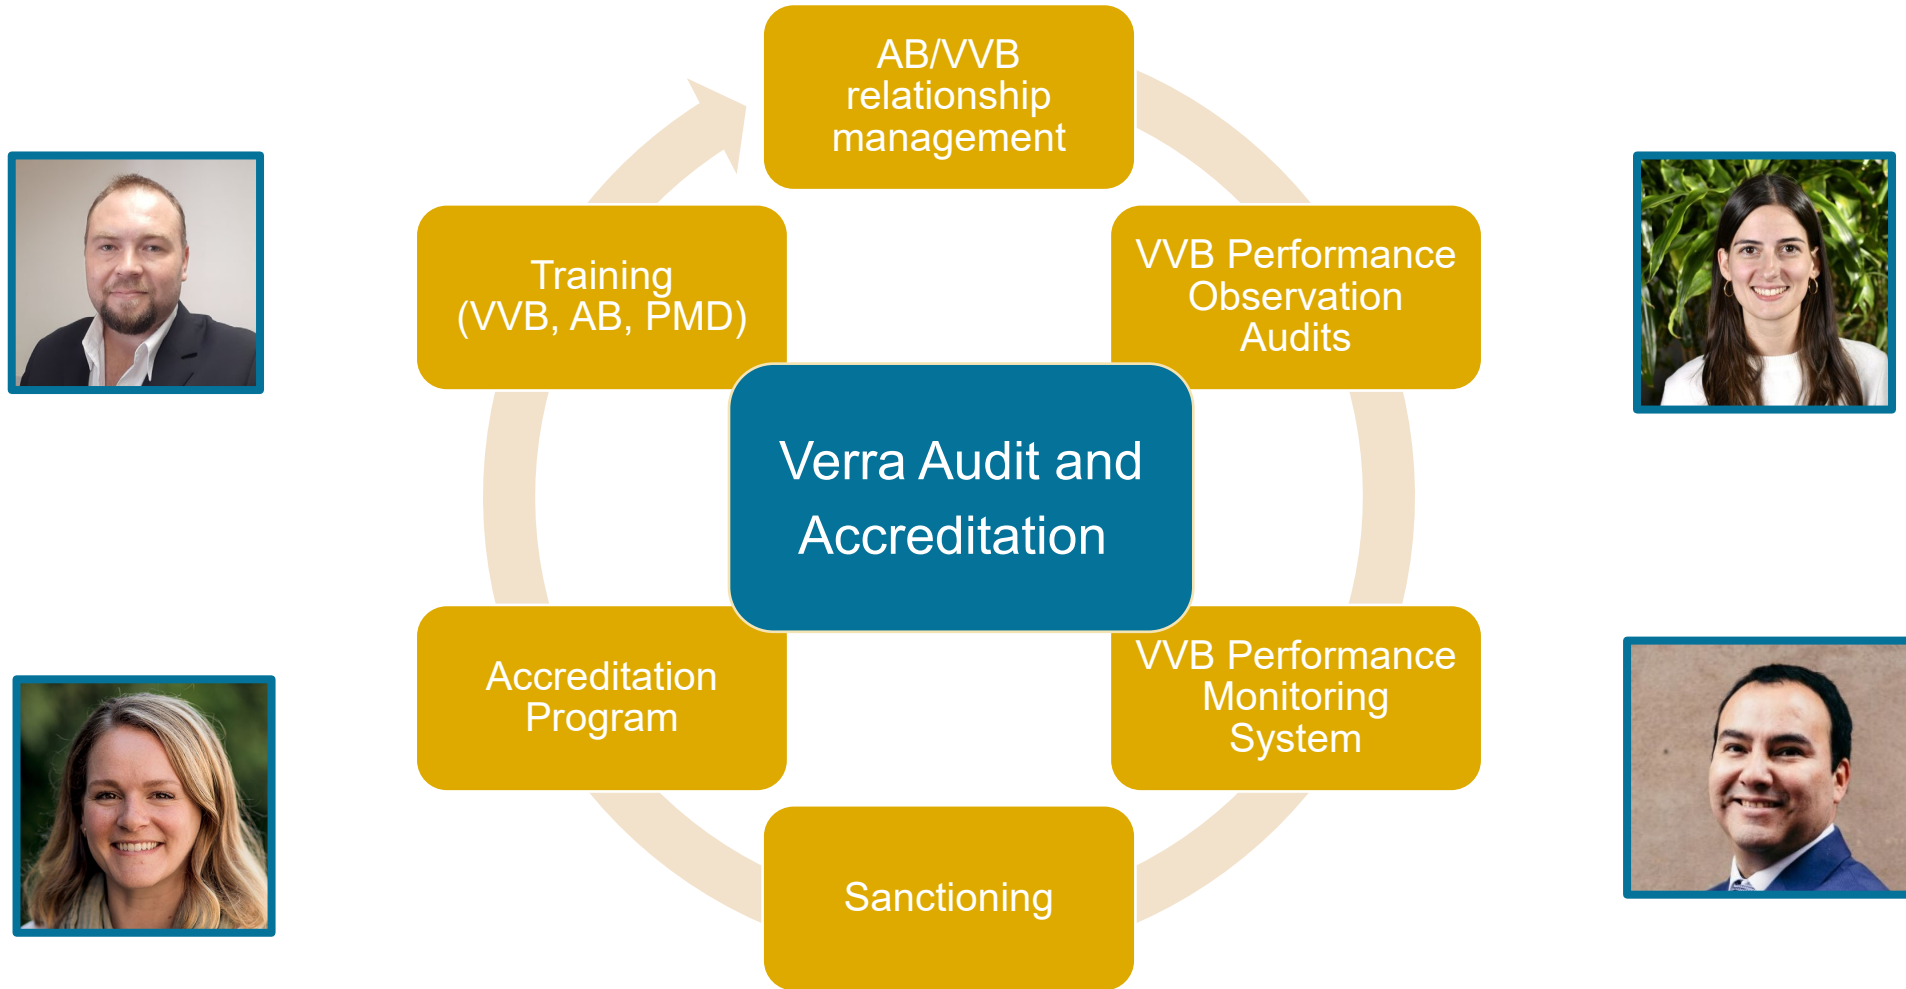 AB/VVB
relationship
management
VVB Performance
Observation
Audits
VVB Performance
Monitoring
System
Sanctioning
Accreditation
Program
Training
(VVB, AB, PMD)
Verra Audit and
Accreditation